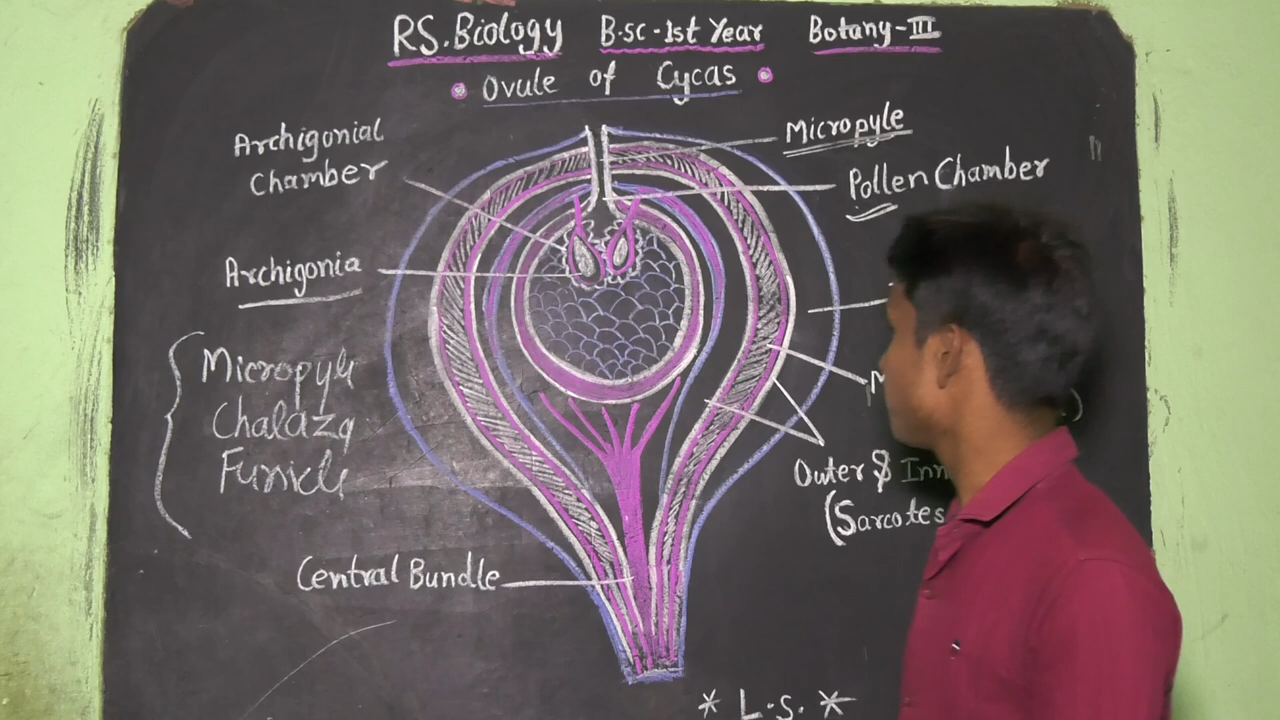 RS.Biology B.sc-1st Year Botany-III
Ovule of Cycas
Archigonial
Chamber
Micropyle
Pollen Chamber
Archigonia
Micropyle
Chalaza
Funicle
Outer &
(Sarcotes
Central Bundle
* L.S. *